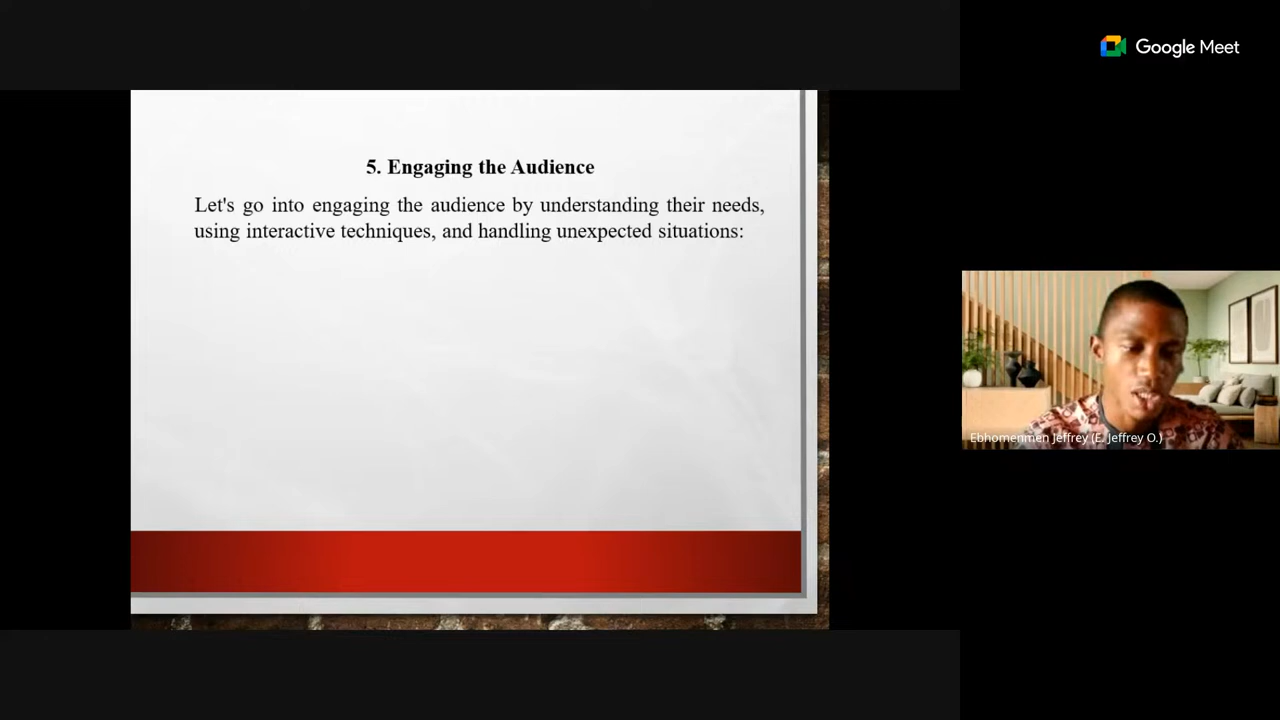 Google Meet
5. Engaging the Audience
Let's go into engaging the audience by understanding their needs,
using interactive techniques, and handling unexpected situations:
Ebhomenmen Jeffrey (E. Jeffrey O.)